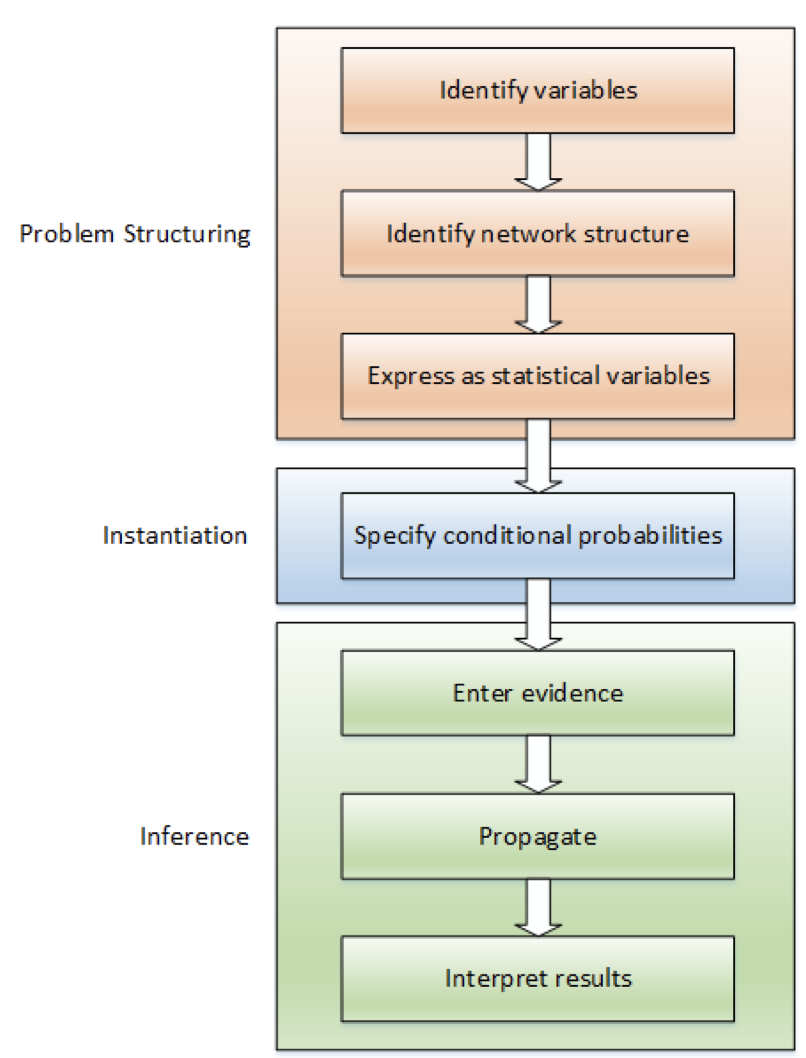 Identify variables
Problem Structuring
Identify network structure
Express as statistical variables
Instantiation
Specify conditional probabilities
Enter evidence
Inference
Propagate
Interpret results